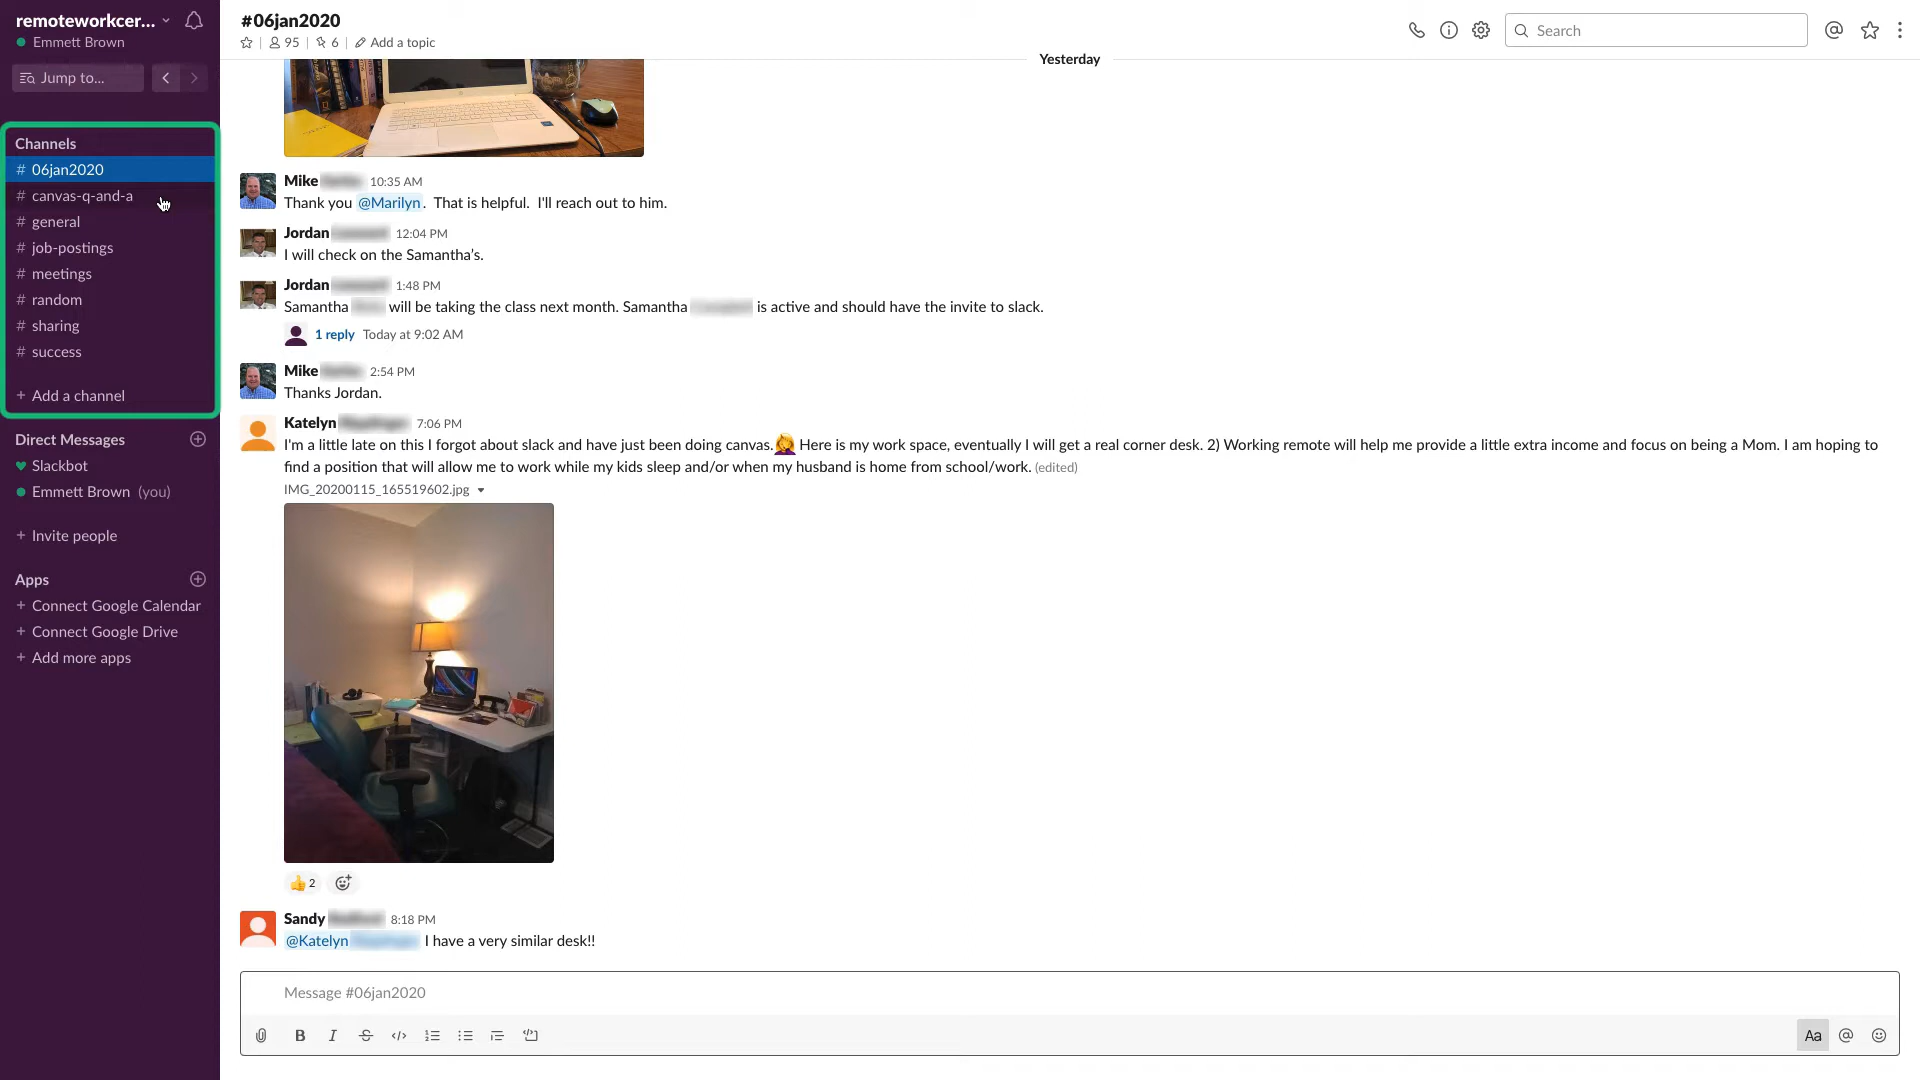 remoteworkcer...
Emmett Brown
Jump to...
Channels
# 06jan2020
# canvas-q-and-a
# general
# job-postings
# meetings
# random
# sharing
# success
+ Add a channel
Direct Messages
Slackbot
Emmett Brown (you)
+ Invite people
Apps
+ Connect Google Calendar
+ Connect Google Drive
+ Add more apps
#06jan2020
95 | 6 | Add a topic
Search
Yesterday
Mike 10:35 AM
Thank you @Marilyn. That is helpful. I'll reach out to him.
Jordan 12:04 PM
I will check on the Samantha's.
Jordan 1:48 PM
Samantha will be taking the class next month. Samantha is active and should have the invite to slack.
1 reply Today at 9:02 AM
Mike 2:54 PM
Thanks Jordan.
Katelyn 7:06 PM
I'm a little late on this I forgot about slack and have just been doing canvas. 🤦‍♀️ Here is my work space, eventually I will get a real corner desk. 2) Working remote will help me provide a little extra income and focus on being a Mom. I am hoping to
find a position that will allow me to work while my kids sleep and/or when my husband is home from school/work. (edited)
IMG_20200115_165519602.jpg
👍 2
Sandy 8:18 PM
@Katelyn I have a very similar desk!!
Message #06jan2020
B I S </> Aa @